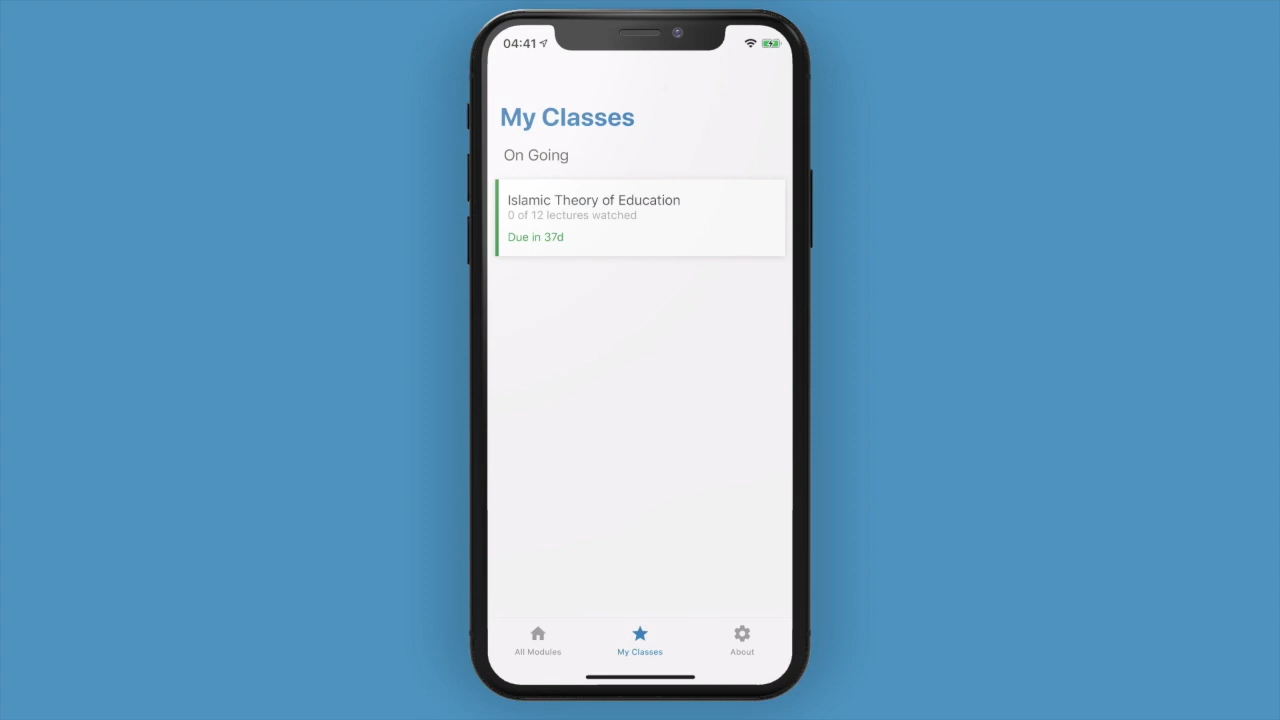 04:41
My Classes
On Going
Islamic Theory of Education
0 of 12 lectures watched
Due in 37d
All Modules
My Classes
About